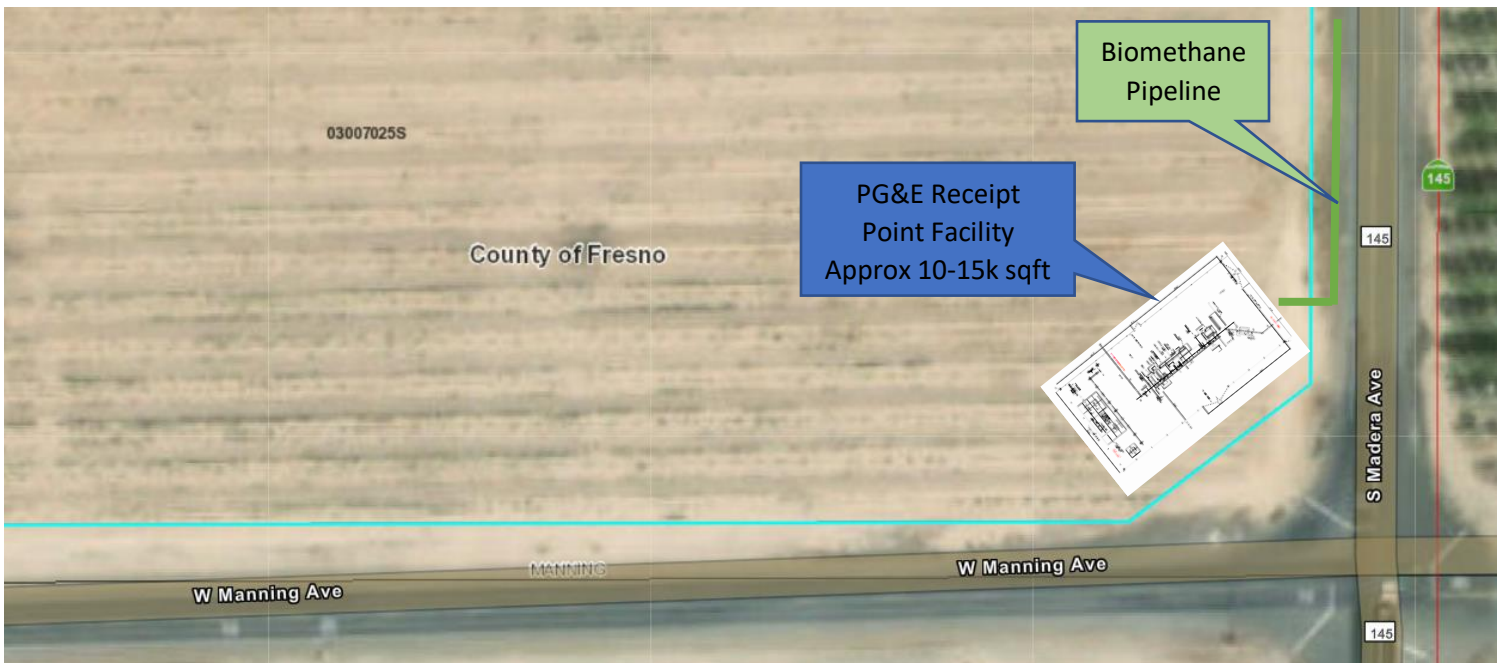 Biomethane
Pipeline
03007025S
PG&E Receipt
Point Facility
Approx 10-15k sqft
145
145
County of Fresno
S Madera Ave
W Manning Ave
MANNING
W Manning Ave
145